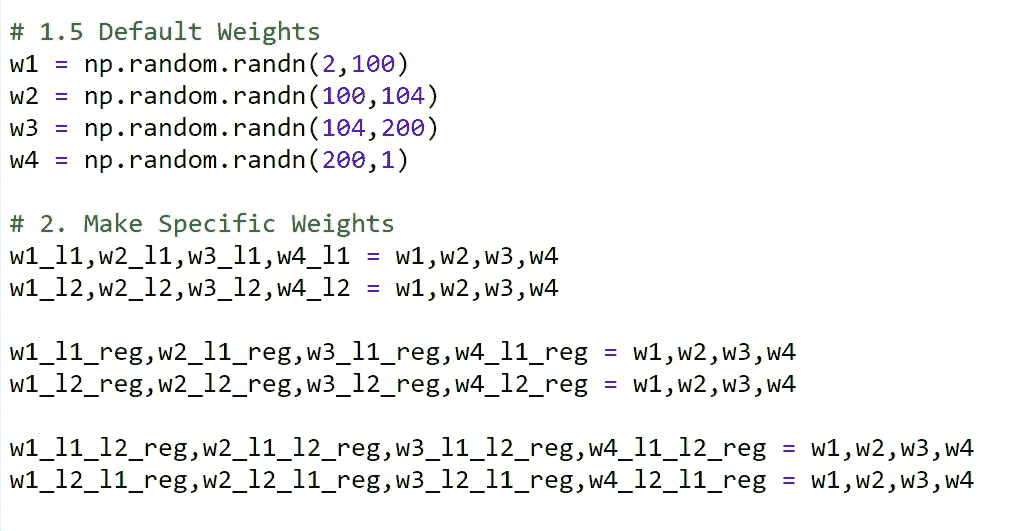 # 1.5 Default Weights
w1 = np.random.randn(2,100)
w2 = np.random.randn(100,104)
w3 = np.random.randn(104,200)
w4 = np.random.randn(200,1)
# 2. Make Specific Weights
w1_l1,w2_l1,w3_l1,w4_l1 = w1,w2,w3,w4
w1_l2,w2_l2,w3_l2,w4_l2 = w1,w2,w3,w4
w1_l1_reg,w2_l1_reg,w3_l1_reg,w4_l1_reg = w1,w2,w3,w4
w1_l2_reg,w2_l2_reg,w3_l2_reg,w4_l2_reg = w1,w2,w3,w4
w1_l1_l2_reg,w2_l1_l2_reg,w3_l1_l2_reg,w4_l1_l2_reg = w1,w2,w3,w4
w1_l2_l1_reg,w2_l2_l1_reg,w3_l2_l1_reg,w4_l2_l1_reg = w1,w2,w3,w4